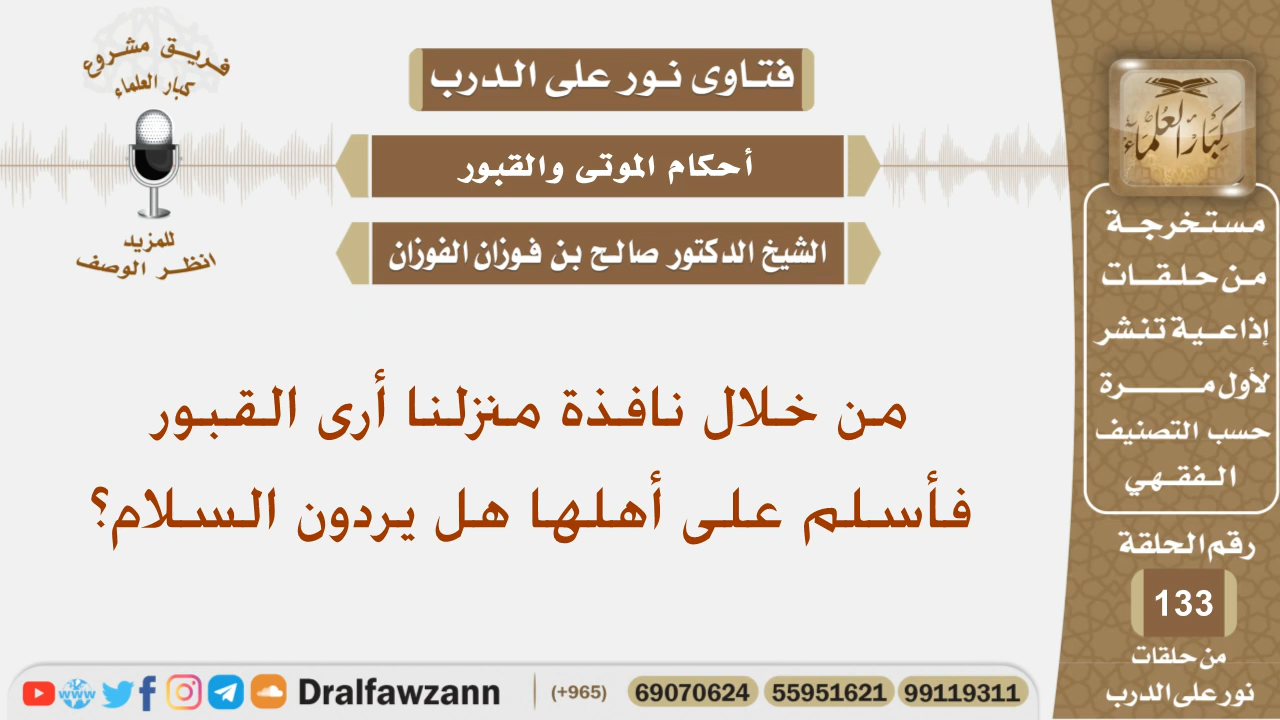 فريق مشروع
كبار العلماء
للمزيد
انظر الوصف
فتاوى نور على الدرب
أحكام الموتى والقبور
الشيخ الدكتور صالح بن فوزان الفوزان
من خلال نافذة منزلنا أرى القبور
فأسلم على أهلها هل يردون السلام؟
كبار العلماء
مستخرجة
من حلقات
إذاعية تنشر
لأول مرة
حسب التصنيف
الفقهي
رقم الحلقة
133
من حلقات
نور على الدرب
www
Dralfawzann
(+965)
69070624
55951621
99119311